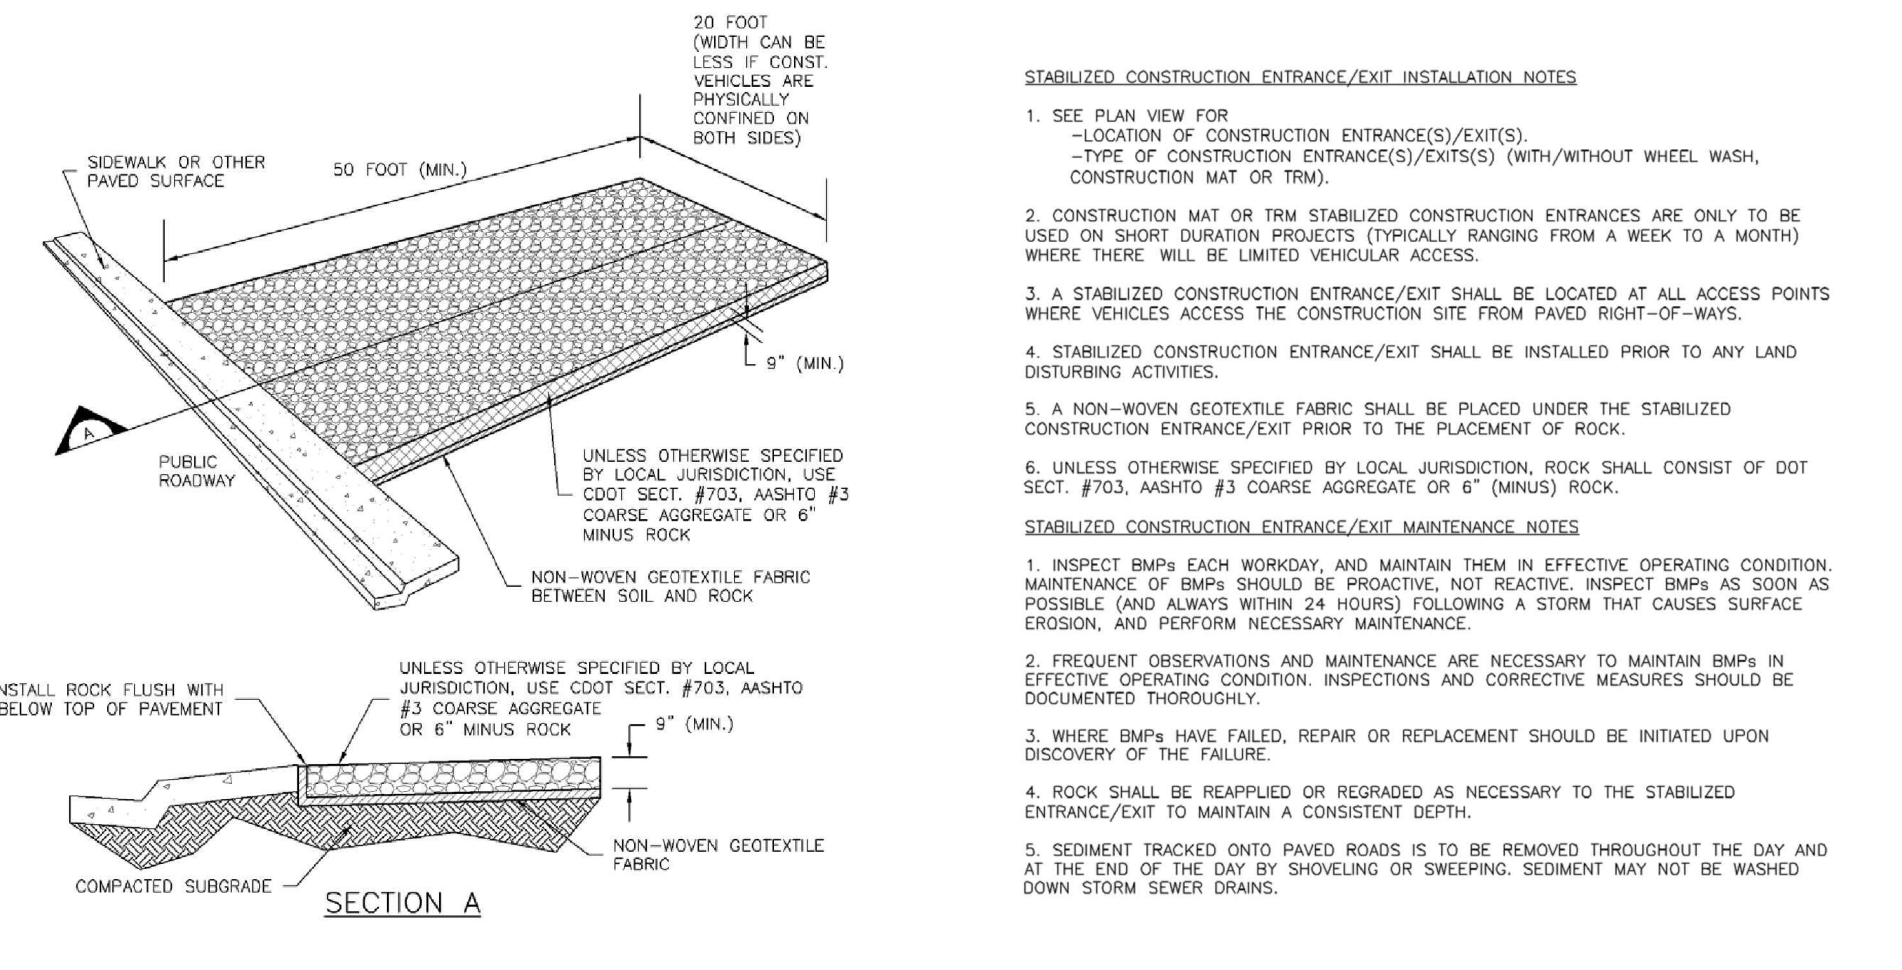 20 FOOT
(WIDTH CAN BE
LESS IF CONST.
VEHICLES ARE
PHYSICALLY
CONFINED ON
BOTH SIDES)
50 FOOT (MIN.)
SIDEWALK OR OTHER
PAVED SURFACE
9" (MIN.)
A
PUBLIC
ROADWAY
UNLESS OTHERWISE SPECIFIED
BY LOCAL JURISDICTION, USE
CDOT SECT. #703, AASHTO #3
COARSE AGGREGATE OR 6"
MINUS ROCK
NON-WOVEN GEOTEXTILE FABRIC
BETWEEN SOIL AND ROCK
NSTALL ROCK FLUSH WITH
BELOW TOP OF PAVEMENT
UNLESS OTHERWISE SPECIFIED BY LOCAL
JURISDICTION, USE CDOT SECT. #703, AASHTO
#3 COARSE AGGREGATE
OR 6" MINUS ROCK
9" (MIN.)
NON-WOVEN GEOTEXTILE
FABRIC
COMPACTED SUBGRADE
SECTION A
STABILIZED CONSTRUCTION ENTRANCE/EXIT INSTALLATION NOTES
1. SEE PLAN VIEW FOR
-LOCATION OF CONSTRUCTION ENTRANCE(S)/EXIT(S).
-TYPE OF CONSTRUCTION ENTRANCE(S)/EXITS(S) (WITH/WITHOUT WHEEL WASH,
CONSTRUCTION MAT OR TRM).
2. CONSTRUCTION MAT OR TRM STABILIZED CONSTRUCTION ENTRANCES ARE ONLY TO BE
USED ON SHORT DURATION PROJECTS (TYPICALLY RANGING FROM A WEEK TO A MONTH)
WHERE THERE WILL BE LIMITED VEHICULAR ACCESS.
3. A STABILIZED CONSTRUCTION ENTRANCE/EXIT SHALL BE LOCATED AT ALL ACCESS POINTS
WHERE VEHICLES ACCESS THE CONSTRUCTION SITE FROM PAVED RIGHT-OF-WAYS.
4. STABILIZED CONSTRUCTION ENTRANCE/EXIT SHALL BE INSTALLED PRIOR TO ANY LAND
DISTURBING ACTIVITIES.
5. A NON-WOVEN GEOTEXTILE FABRIC SHALL BE PLACED UNDER THE STABILIZED
CONSTRUCTION ENTRANCE/EXIT PRIOR TO THE PLACEMENT OF ROCK.
6. UNLESS OTHERWISE SPECIFIED BY LOCAL JURISDICTION, ROCK SHALL CONSIST OF DOT
SECT. #703, AASHTO #3 COARSE AGGREGATE OR 6" (MINUS) ROCK.
STABILIZED CONSTRUCTION ENTRANCE/EXIT MAINTENANCE NOTES
1. INSPECT BMPs EACH WORKDAY, AND MAINTAIN THEM IN EFFECTIVE OPERATING CONDITION.
MAINTENANCE OF BMPs SHOULD BE PROACTIVE, NOT REACTIVE. INSPECT BMPs AS SOON AS
POSSIBLE (AND ALWAYS WITHIN 24 HOURS) FOLLOWING A STORM THAT CAUSES SURFACE
EROSION, AND PERFORM NECESSARY MAINTENANCE.
2. FREQUENT OBSERVATIONS AND MAINTENANCE ARE NECESSARY TO MAINTAIN BMPs IN
EFFECTIVE OPERATING CONDITION. INSPECTIONS AND CORRECTIVE MEASURES SHOULD BE
DOCUMENTED THOROUGHLY.
3. WHERE BMPs HAVE FAILED, REPAIR OR REPLACEMENT SHOULD BE INITIATED UPON
DISCOVERY OF THE FAILURE.
4. ROCK SHALL BE REAPPLIED OR REGRADED AS NECESSARY TO THE STABILIZED
ENTRANCE/EXIT TO MAINTAIN A CONSISTENT DEPTH.
5. SEDIMENT TRACKED ONTO PAVED ROADS IS TO BE REMOVED THROUGHOUT THE DAY AND
AT THE END OF THE DAY BY SHOVELING OR SWEEPING. SEDIMENT MAY NOT BE WASHED
DOWN STORM SEWER DRAINS.